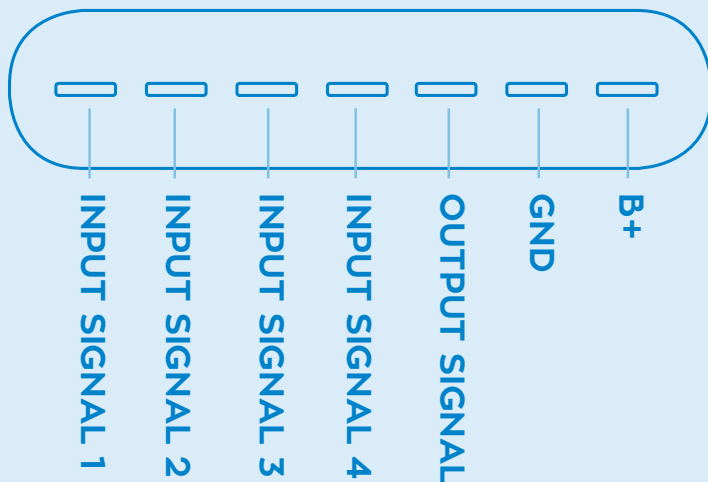 INPUT SIGNAL 1
INPUT SIGNAL 2
INPUT SIGNAL 3
INPUT SIGNAL 4
OUTPUT SIGNAL
GND
B+